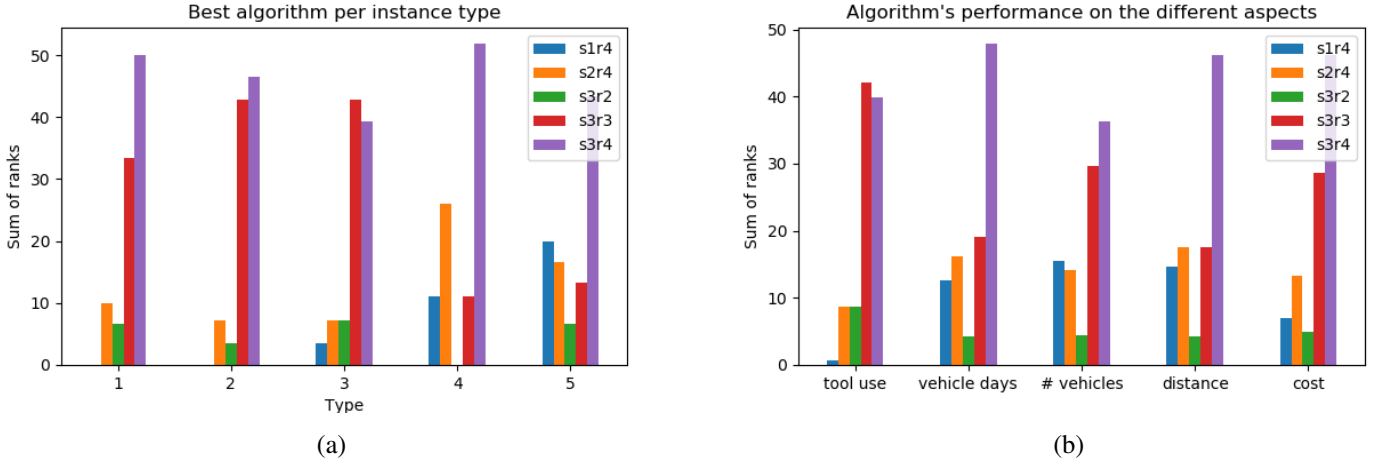 Best algorithm per instance type
Sum of ranks
50
40
30
20
10
0
1 2 3 4 5
Type
s1r4
s2r4
s3r2
s3r3
s3r4
(a)
Algorithm's performance on the different aspects
Sum of ranks
50
40
30
20
10
0
tool use vehicle days # vehicles distance cost
s1r4
s2r4
s3r2
s3r3
s3r4
(b)